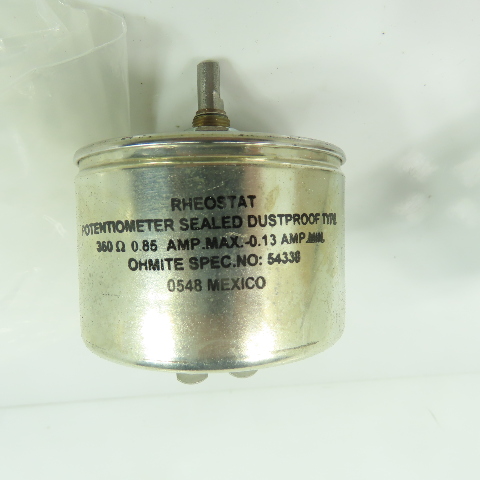 RHEOSTAT
POTENTIOMETER SEALED DUSTPROOF TYPE
360 Ω 0.85 AMP.MAX.-0.13 AMP.MIN.
OHMITE SPEC.NO: 54338
0548 MEXICO